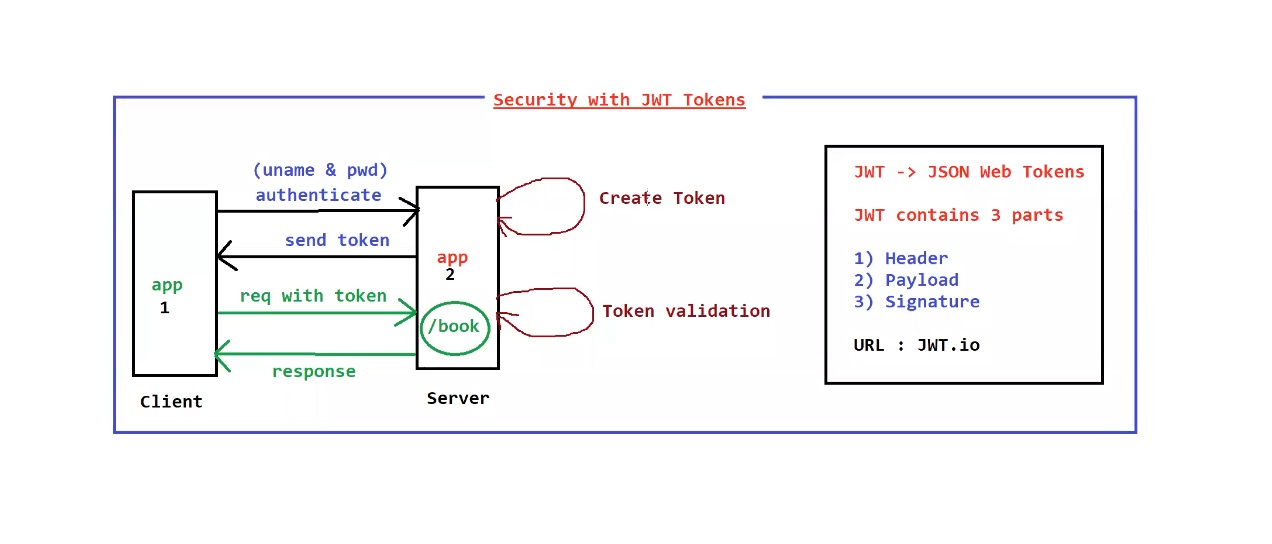 Security with JWT Tokens
(uname & pwd)
authenticate
send token
req with token
response
app
1
Client
app
2
/book
Server
Create Token
Token validation
JWT -> JSON Web Tokens
JWT contains 3 parts
1) Header
2) Payload
3) Signature
URL : JWT.io